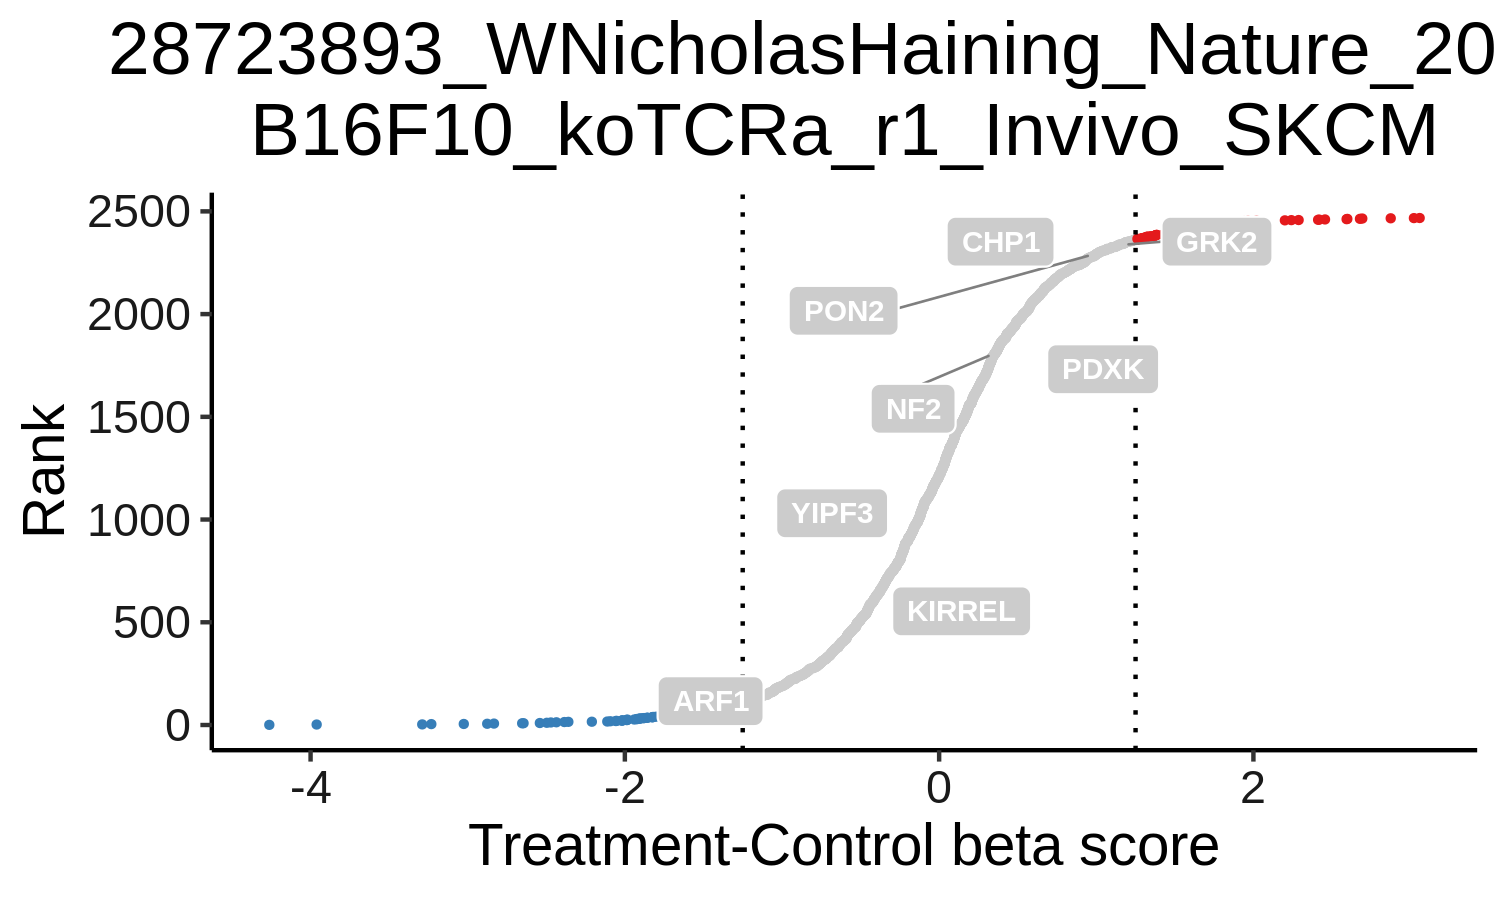 28723893_WNicholasHaining_Nature_20
B16F10_koTCRa_r1_Invivo_SKCM
2500
2000
1500
1000
500
0
Rank
CHP1
GRK2
PON2
PDXK
NF2
YIPF3
KIRREL
ARF1
-4
-2
0
2
Treatment-Control beta score